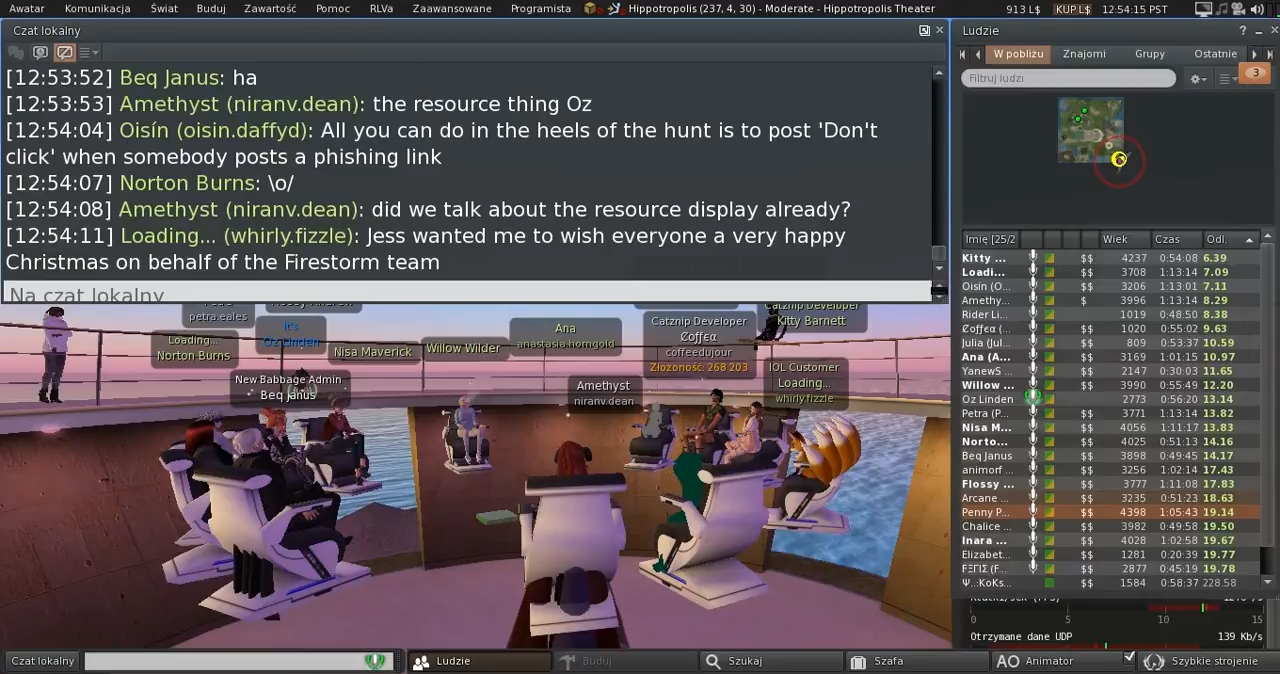 Awatar Komunikacja Świat Buduj Zawartość Pomoc RLVa Zaawansowane Programista Hippotropolis (237, 4, 30) - Moderate - Hippotropolis Theater 913 L$ KUP L$ 12:54:15 PST
Czat lokalny
[12:53:52] Beq Janus: ha
[12:53:53] Amethyst (niranv.dean): the resource thing Oz
[12:54:04] Oisín (oisin.daffyd): All you can do in the heels of the hunt is to post 'Don't
click' when somebody posts a phishing link
[12:54:07] Norton Burns: \o/
[12:54:08] Amethyst (niranv.dean): did we talk about the resource display already?
[12:54:11] Loading... (whirly.fizzle): Jess wanted me to wish everyone a very happy
Christmas on behalf of the Firestorm team
Na czat lokalny
petra.eales
It's
Oz Linden
Loading...
Norton Burns
Nisa Maverick
Willow Wilder
Ana
anastasia.horngold
New Babbage Admin
Beq Janus
Amethyst
niranv.dean
Catznip Developer
Ȼøffєα
coffeedujour
Złożoność: 268 203
Catznip Developer
Kitty Barnett
IOL Customer
Loading...
whirly.fizzle
Ludzie
? _ ×
W pobliżu Znajomi Grupy Ostatnie
Filtruj ludzi
3
Imię [25/2 Wiek Czas Odl.
Kitty ... $$ 4237 0:54:08 6.39
Loadi... $$ 3708 1:13:14 7.09
Oisín (O... $$ 3206 1:13:01 7.11
Amethy... $ 3996 1:13:14 8.29
Rider Li... 1019 0:48:50 8.38
Ȼøffєα (... $$ 1020 0:55:02 9.63
Julia (Jul... $$ 809 0:53:37 10.59
Ana (A... $$ 3169 1:01:15 10.97
YanewS ... $$ 2147 0:30:03 11.65
Willow ... $$ 3990 0:55:49 12.20
Oz Linden 2773 0:56:20 13.14
Petra (P... $$ 3771 1:13:14 13.82
Nisa M... $$ 4056 1:11:17 13.83
Norto... $$ 4025 0:51:13 14.16
Beq Janus $$ 3898 0:49:45 14.17
animorf ... $$ 3256 1:02:14 17.43
Flossy ... $$ 3777 1:11:08 17.83
Arcane ... $$ 3235 0:51:23 18.63
Penny P... $$ 4398 1:05:43 19.14
Chalice ... $$ 3982 0:49:58 19.50
Inara ... $$ 4028 1:02:58 19.67
Elizabet... $$ 1281 0:20:39 19.77
$$ 2877 0:45:19 19.78
Ψ..:KoKs... $$ 1584 0:58:37 228.58
0 5 10 15
Otrzymane dane UDP 139 Kb/s
Czat lokalny Ludzie Buduj Szukaj Szafa AO Animator Szybkie strojenie